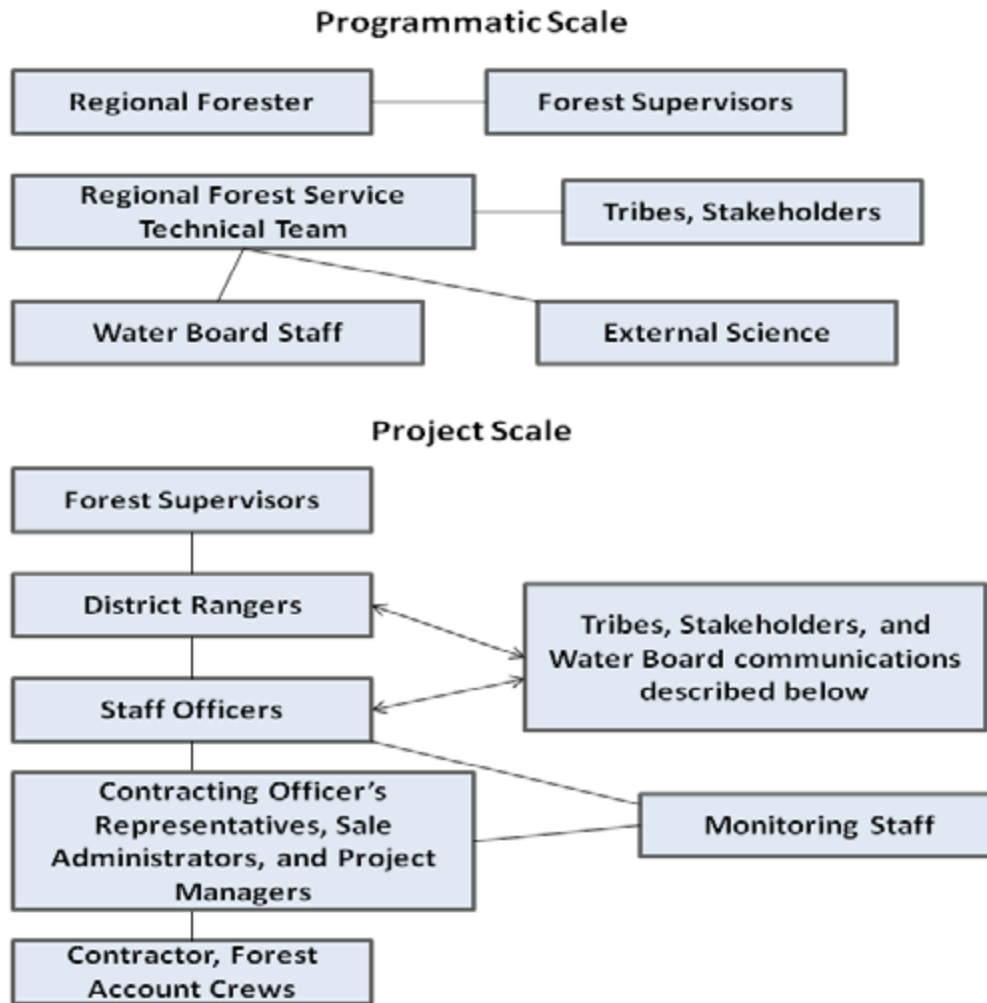 Programmatic Scale
Regional Forester
Forest Supervisors
Regional Forest Service
Technical Team
Tribes, Stakeholders
Water Board Staff
External Science
Project Scale
Forest Supervisors
District Rangers
Tribes, Stakeholders, and
Water Board communications
described below
Staff Officers
Contracting Officer’s
Representatives, Sale
Administrators, and Project
Managers
Monitoring Staff
Contractor, Forest
Account Crews